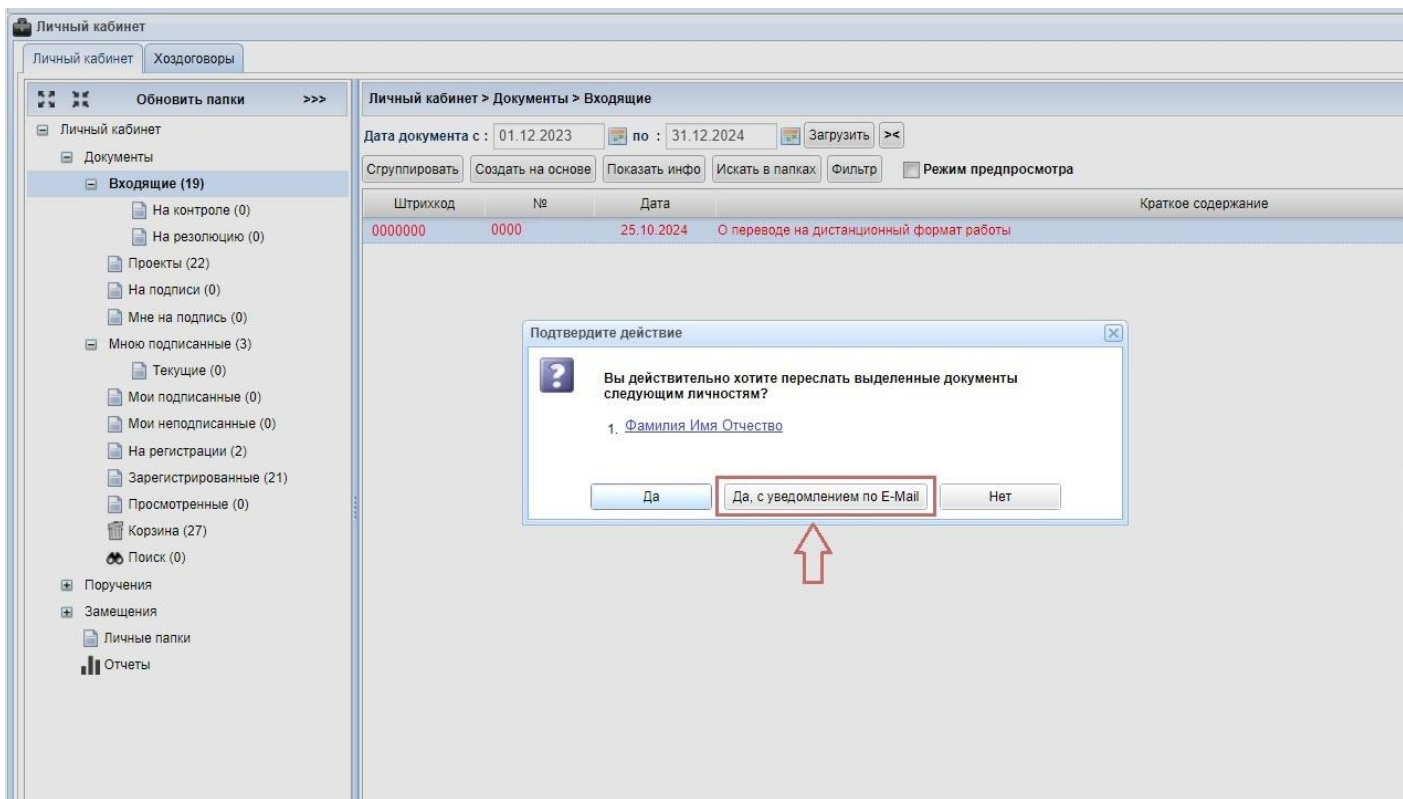 Личный кабинет
Личный кабинет Хоздоговоры
Обновить папки >>>
Личный кабинет
Документы
Входящие (19)
На контроле (0)
На резолюцию (0)
Проекты (22)
На подписи (0)
Мне на подпись (0)
Мною подписанные (3)
Текущие (0)
Мои подписанные (0)
Мои неподписанные (0)
На регистрации (2)
Зарегистрированные (21)
Просмотренные (0)
Корзина (27)
Поиск (0)
Поручения
Замещения
Личные папки
Отчеты
Личный кабинет > Документы > Входящие
Дата документа с : 01.12.2023 по : 31.12.2024 Загрузить ><
Сгруппировать Создать на основе Показать инфо Искать в папках Фильтр Режим предпросмотра
Штрихкод № Дата Краткое содержание
0000000 0000 25.10.2024 О переводе на дистанционный формат работы
Подтвердите действие
Вы действительно хотите переслать выделенные документы
следующим личностям?
1. Фамилия Имя Отчество
Да Да, с уведомлением по E-Mail Нет